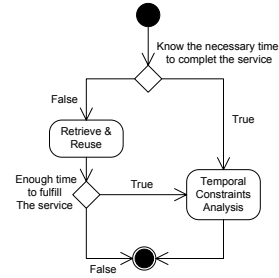 Know the necessary time
to complet the service
False
True
Retrieve &
Reuse
Enough time
to fulfill
The service
True
Temporal
Constraints
Analysis
False